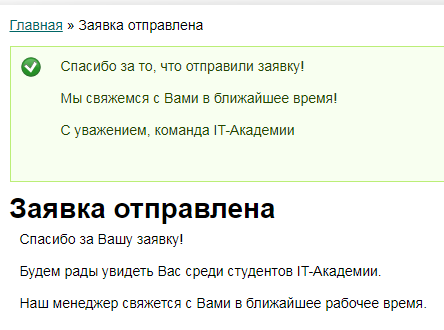 Главная » Заявка отправлена
Спасибо за то, что отправили заявку!
Мы свяжемся с Вами в ближайшее время!
С уважением, команда IT-Академии
Заявка отправлена
Спасибо за Вашу заявку!
Будем рады увидеть Вас среди студентов IT-Академии.
Наш менеджер свяжется с Вами в ближайшее рабочее время.